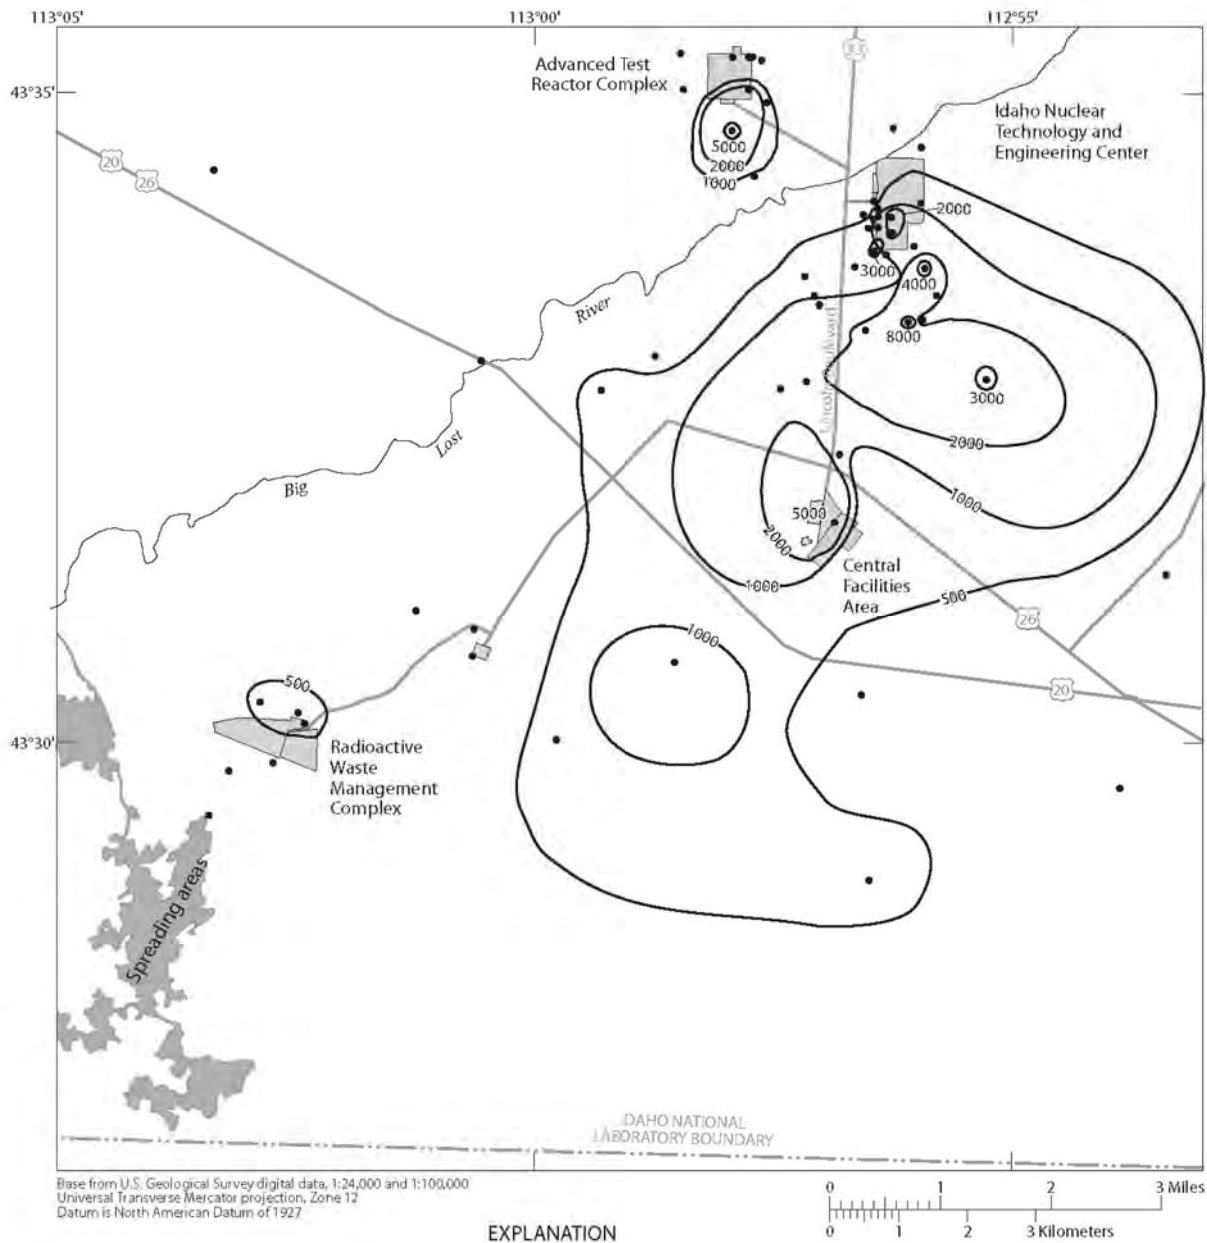 113°05'
113°00'
112°55'
43°35'
43°30'
33
Advanced Test
Reactor Complex
Idaho Nuclear
Technology and
Engineering Center
20
26
5000
2000
1000
2000
3000
4000
8000
3000
2000
1000
River
Lost
Big
Lincoln Boulevard
5000
2000
1000
Central
Facilities
Area
500
26
20
1000
500
Radioactive
Waste
Management
Complex
Spreading areas
IDAHO NATIONAL
LABORATORY BOUNDARY
Base from U.S. Geological Survey digital data, 1:24,000 and 1:100,000
Universal Transverse Mercator projection, Zone 12
Datum is North American Datum of 1927
0 1 2 3 Miles
0 1 2 3 Kilometers
EXPLANATION